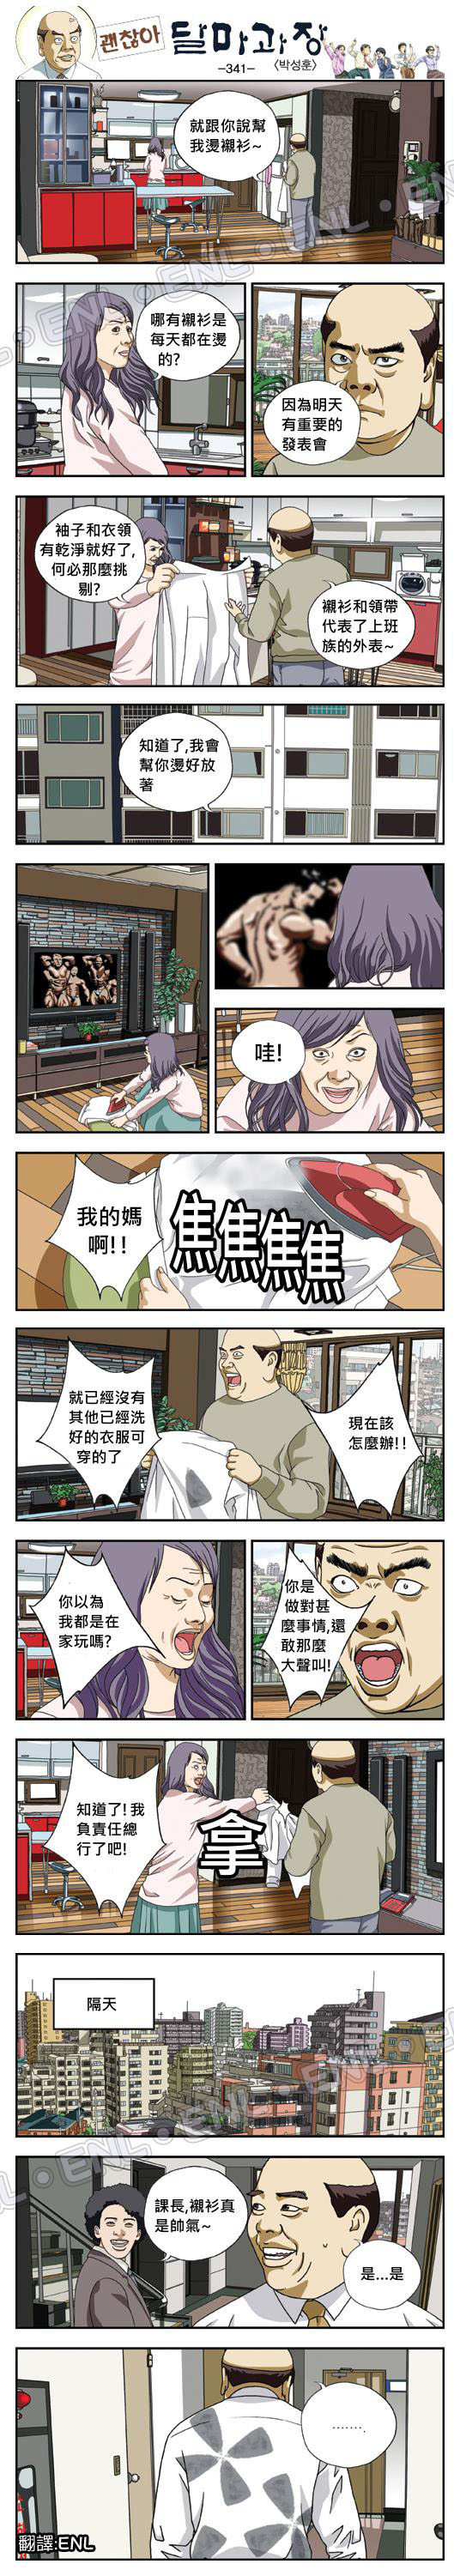 괜찮아
달마과장
-341-
〈박성훈〉
就跟你說幫
我燙襯衫~
哪有襯衫是
每天都在燙
的?
因為明天
有重要的
發表會
袖子和衣領
有乾淨就好了,
何必那麼挑
剔?
襯衫和領帶
代表了上班
族的外表~
知道了,我會
幫你燙好放
著
哇!
我的媽
啊!!
焦焦焦焦
就已經沒有
其他已經洗
好的衣服可
穿的了
現在該
怎麼辦!!
你以為
我都是在
家玩嗎?
你是
做對甚
麼事情,還
敢那麼
大聲叫!
知道了!我
負責任總
行了吧!
拿
隔天
課長,襯衫真
是帥氣~
是...是
.......
翻譯:ENL